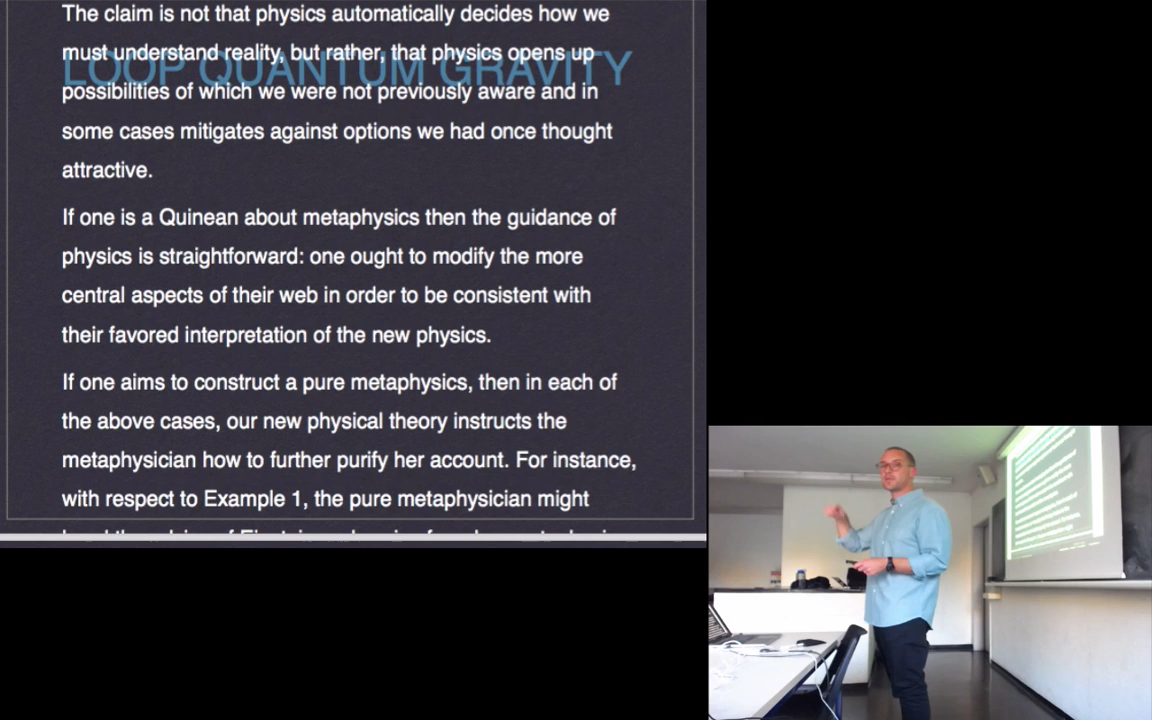 The claim is not that physics automatically decides how we
must understand reality, but rather, that physics opens up
LOOP QUANTUM GRAVITY
possibilities of which we were not previously aware and in
some cases mitigates against options we had once thought
attractive.
If one is a Quinean about metaphysics then the guidance of
physics is straightforward: one ought to modify the more
central aspects of their web in order to be consistent with
their favored interpretation of the new physics.
If one aims to construct a pure metaphysics, then in each of
the above cases, our new physical theory instructs the
metaphysician how to further purify her account. For instance,
with respect to Example 1, the pure metaphysician might